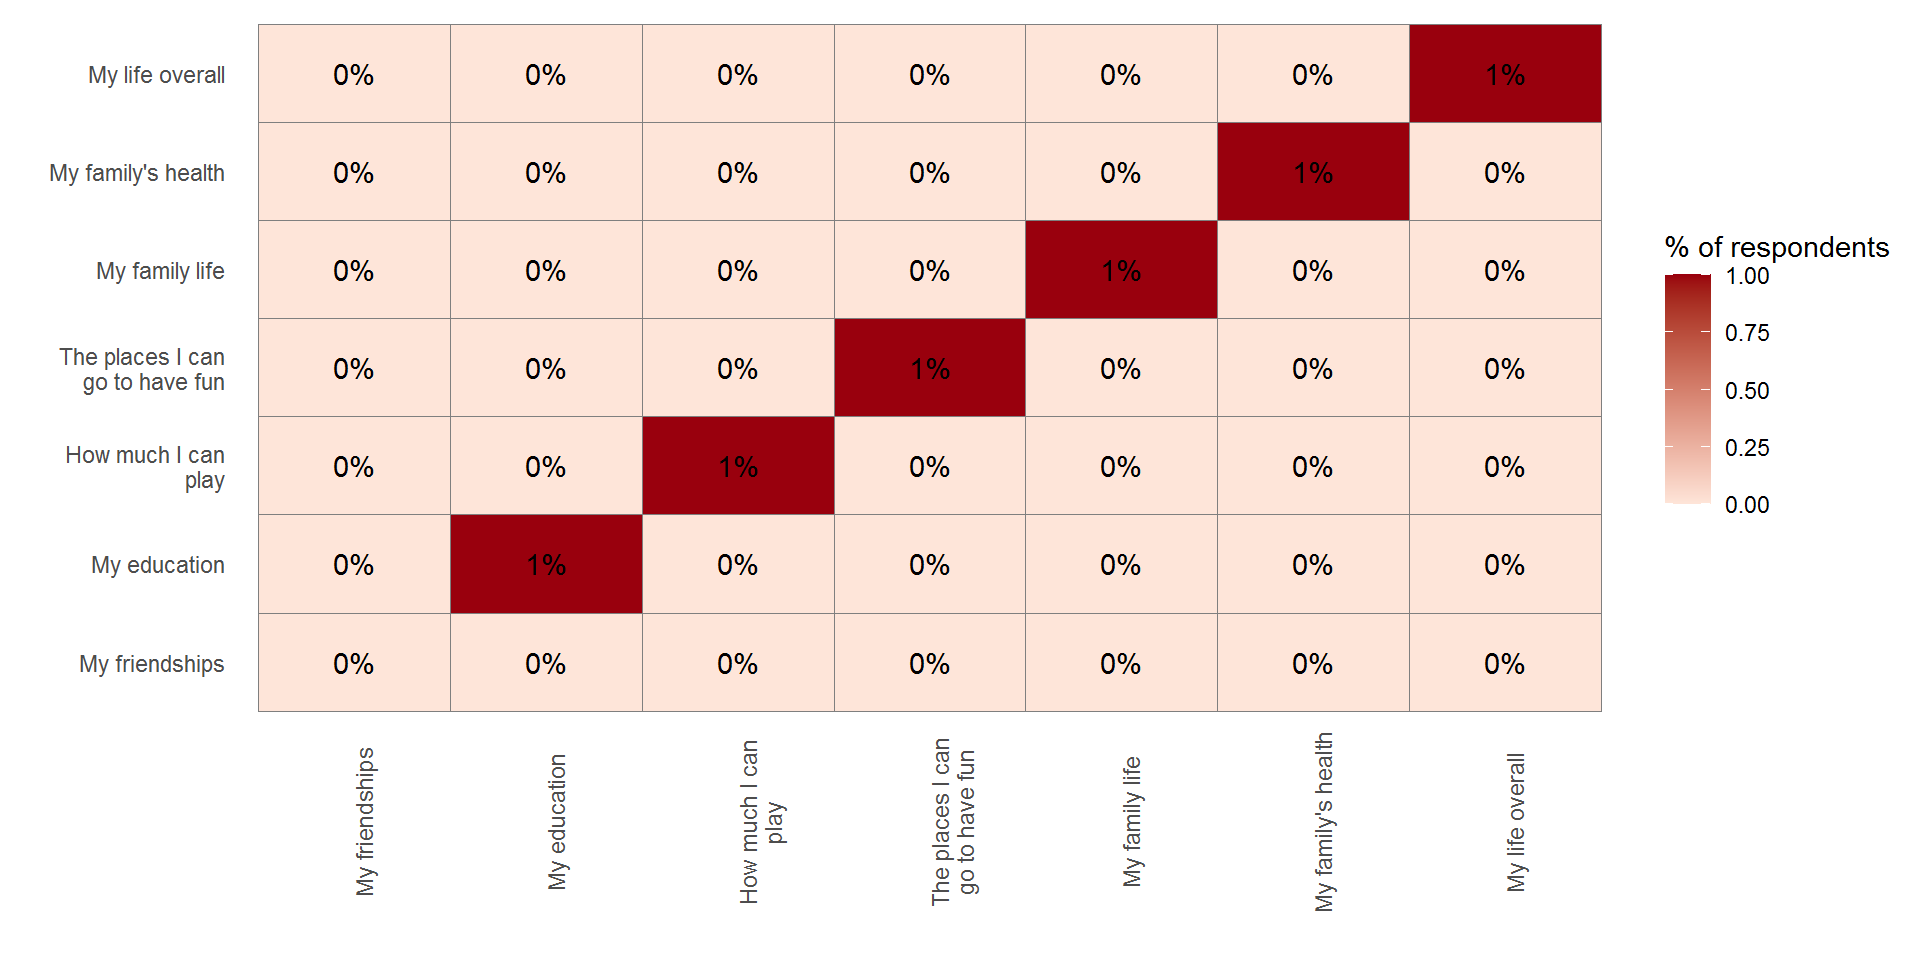 My life overall 0% 0% 0% 0% 0% 0% 1%
My family's health 0% 0% 0% 0% 0% 1% 0%
% of respondents
1.00
0.75
0.50
0.25
0.00
My family life 0% 0% 0% 0% 1% 0% 0%
The places I can
go to have fun
0% 0% 0% 1% 0% 0% 0%
How much I can
play
0% 0% 1% 0% 0% 0% 0%
My education 0% 1% 0% 0% 0% 0% 0%
My friendships 0% 0% 0% 0% 0% 0% 0%
My friendships
My education
How much I can
play
The places I can
go to have fun
My family life
My family's health
My life overall